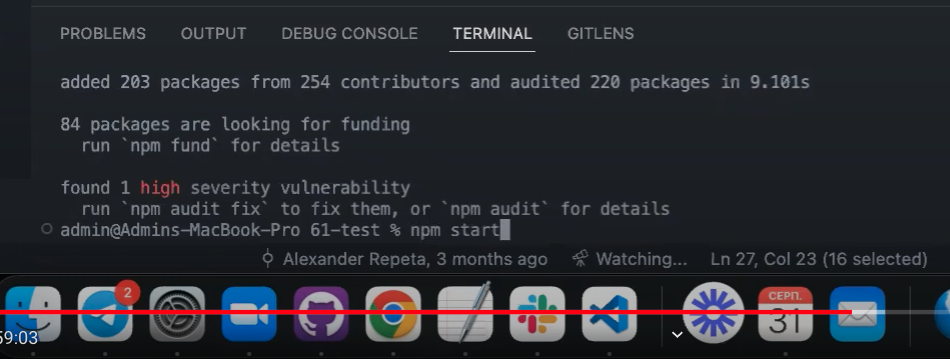 PROBLEMS OUTPUT DEBUG CONSOLE TERMINAL GITLENS
added 203 packages from 254 contributors and audited 220 packages in 9.101s
84 packages are looking for funding
run `npm fund` for details
found 1 high severity vulnerability
run `npm audit fix` to fix them, or `npm audit` for details
admin@Admins-MacBook-Pro 61-test % npm start
Alexander Repeta, 3 months ago Watching... Ln 27, Col 23 (16 selected)
2
СЕРП.
31
59:03